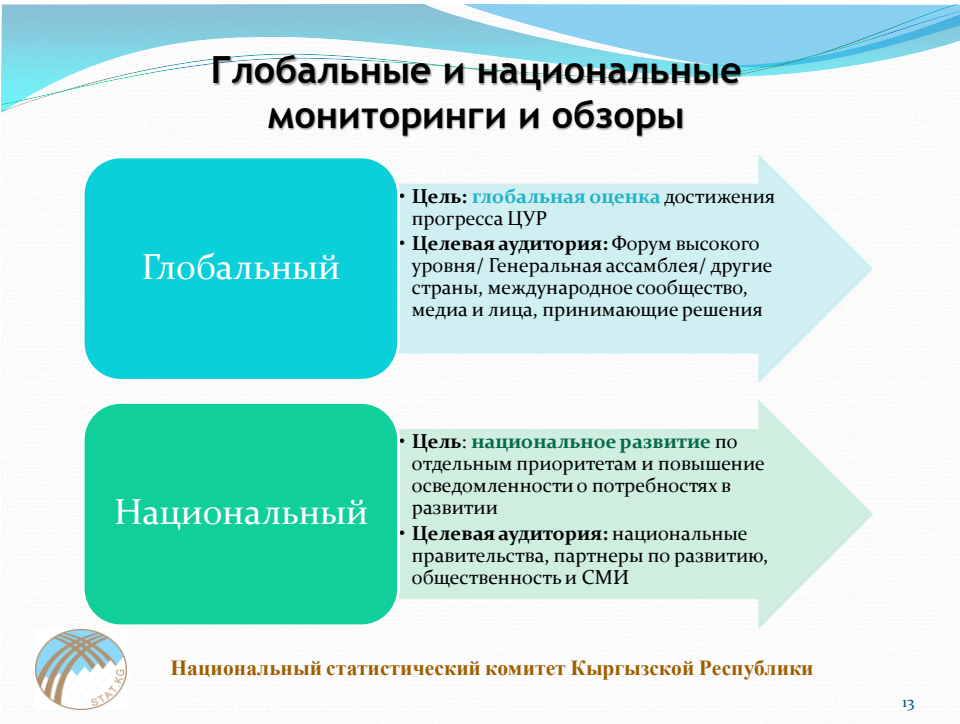 Глобальные и национальные
мониторинги и обзоры
Глобальный
• Цель: глобальная оценка достижения
прогресса ЦУР
• Целевая аудитория: Форум высокого
уровня/ Генеральная ассамблея/ другие
страны, международное сообщество,
медиа и лица, принимающие решения
Национальный
• Цель: национальное развитие по
отдельным приоритетам и повышение
осведомленности о потребностях в
развитии
• Целевая аудитория: национальные
правительства, партнеры по развитию,
общественность и СМИ
STAT.KG
Национальный статистический комитет Кыргызской Республики
13